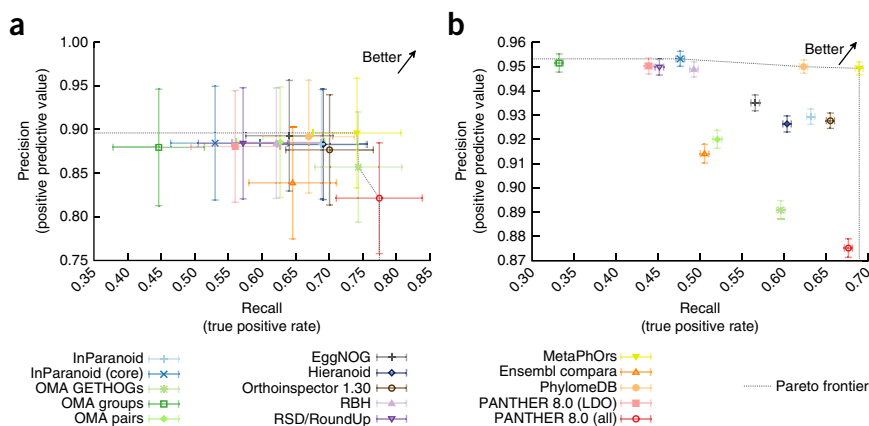 a
Precision
(positive predictive value)
1.00
0.95
0.90
0.85
0.80
0.75
Better
0.35
0.40
0.45
0.50
0.55
0.60
0.65
0.70
0.75
0.80
0.85
Recall
(true positive rate)
b
Precision
(positive predictive value)
0.96
0.95
0.94
0.93
0.92
0.91
0.90
0.89
0.88
0.87
Better
0.30
0.35
0.40
0.45
0.50
0.55
0.60
0.65
0.70
Recall
(true positive rate)
InParanoid
InParanoid (core)
OMA GETHOGs
OMA groups
OMA pairs
EggNOG
Hieranoid
Orthoinspector 1.30
RBH
RSD/RoundUp
MetaPhOrs
Ensembl compara
PhylomeDB
PANTHER 8.0 (LDO)
PANTHER 8.0 (all)
Pareto frontier